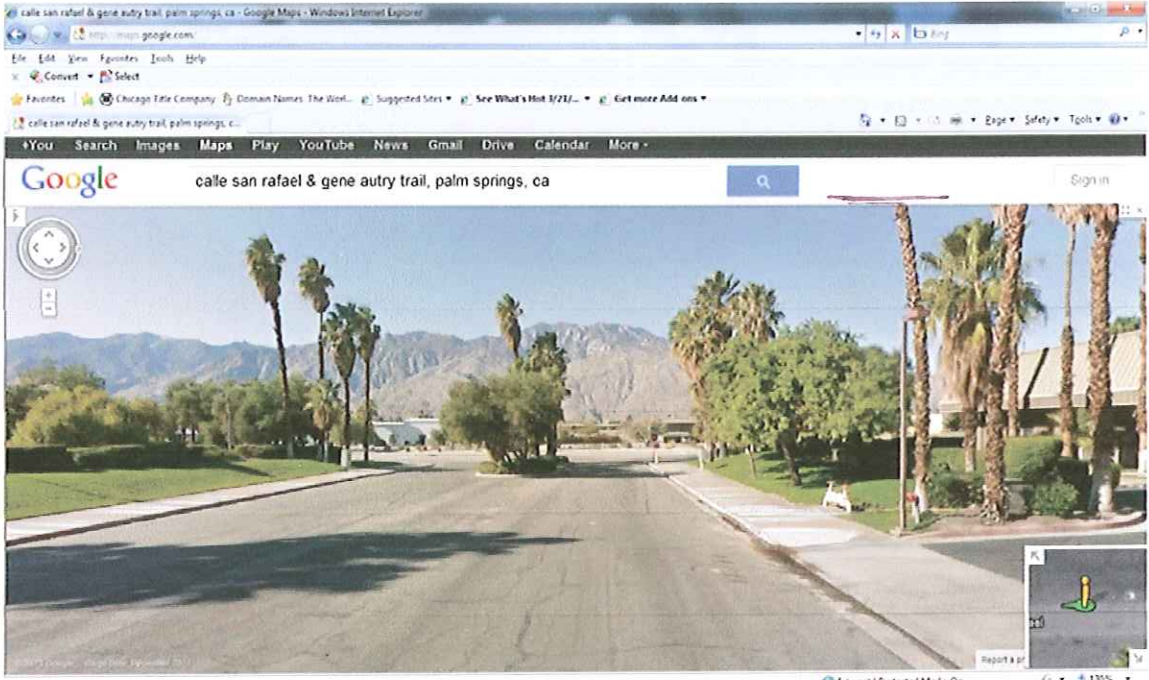 calle san rafael & gene autry trail, palm springs, ca - Google Maps - Windows Internet Explorer
http://maps.google.com/ Bing
File Edit View Favorites Tools Help
x Convert Select
Favorites Chicago Title Company Domain Names The Worl... Suggested Sites See What's Hot 3/21/... Get more Add-ons
calle san rafael & gene autry trail, palm springs, c... Page Safety Tools
+You Search Images Maps Play YouTube News Gmail Drive Calendar More
Google calle san rafael & gene autry trail, palm springs, ca Sign in
ael
Report a pr
135%